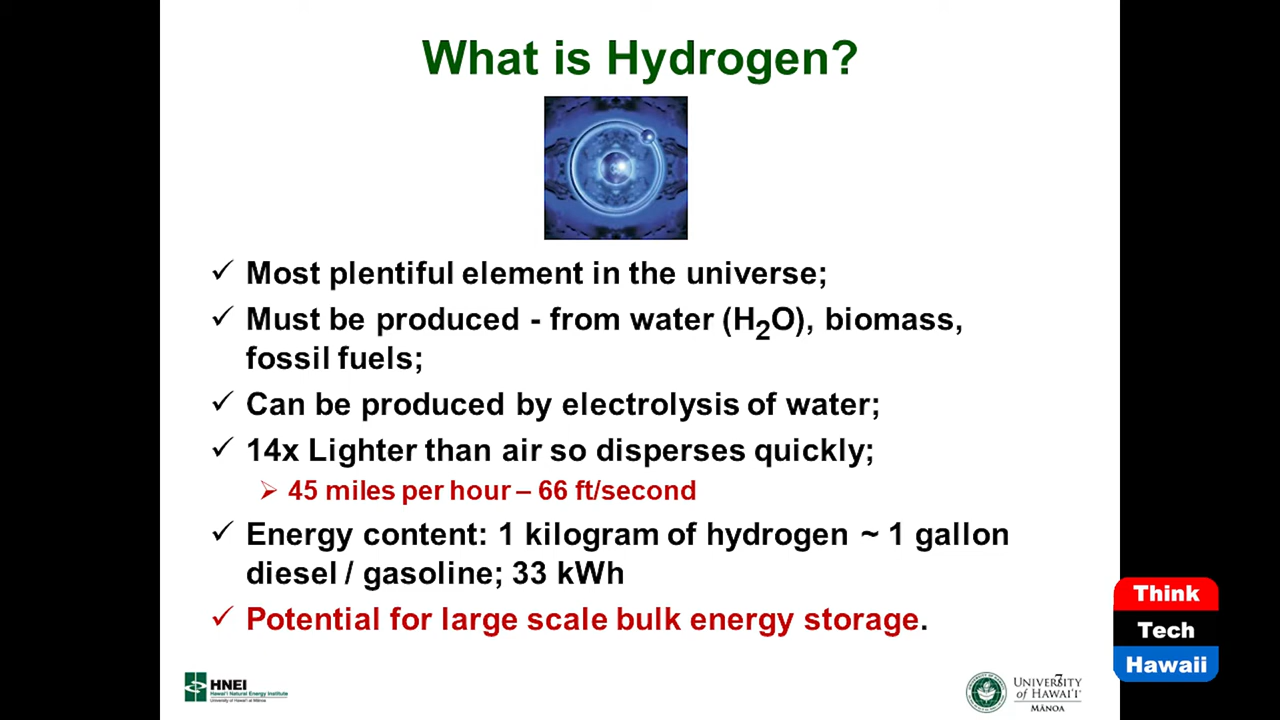 What is Hydrogen?
✓ Most plentiful element in the universe;
✓ Must be produced - from water (H₂O), biomass,
fossil fuels;
✓ Can be produced by electrolysis of water;
✓ 14x Lighter than air so disperses quickly;
➢ 45 miles per hour – 66 ft/second
✓ Energy content: 1 kilogram of hydrogen ~ 1 gallon
diesel / gasoline; 33 kWh
✓ Potential for large scale bulk energy storage.
Think
Tech
Hawaii
HNEI
Hawai'i Natural Energy Institute
University of Hawai'i at Mānoa
UNIVERSITY
of HAWAI'I
MĀNOA
7